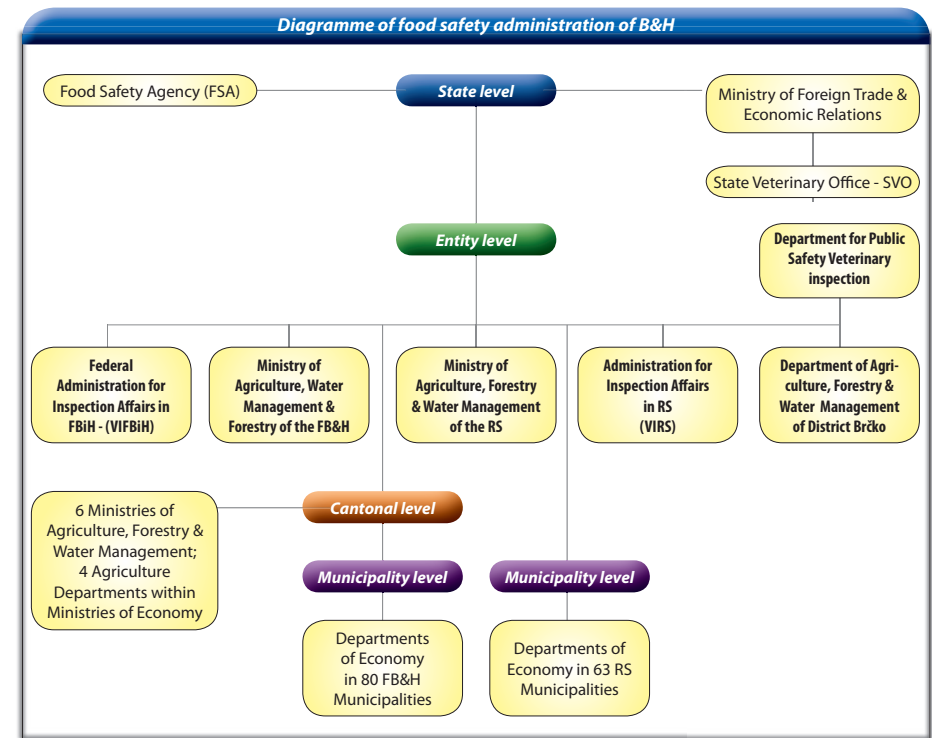 Diagramme of food safety administration of B&H
Food Safety Agency (FSA)
State level
Ministry of Foreign Trade &
Economic Relations
State Veterinary Office - SVO
Entity level
Department for Public
Safety Veterinary
inspection
Federal
Administration for
Inspection Affairs in
FBiH - (VIFBiH)
Ministry of
Agriculture, Water
Management &
Forestry of the FB&H
Ministry of
Agriculture, Forestry
& Water Management
of the RS
Administration for
Inspection Affairs
in RS
(VIRS)
Department of Agri-
culture, Forestry &
Water Management
of District Brčko
6 Ministries of
Agriculture, Forestry &
Water Management;
4 Agriculture
Departments within
Ministries of Economy
Cantonal level
Municipality level
Municipality level
Departments
of Economy
in 80 FB&H
Municipalities
Departments of
Economy in 63 RS
Municipalities